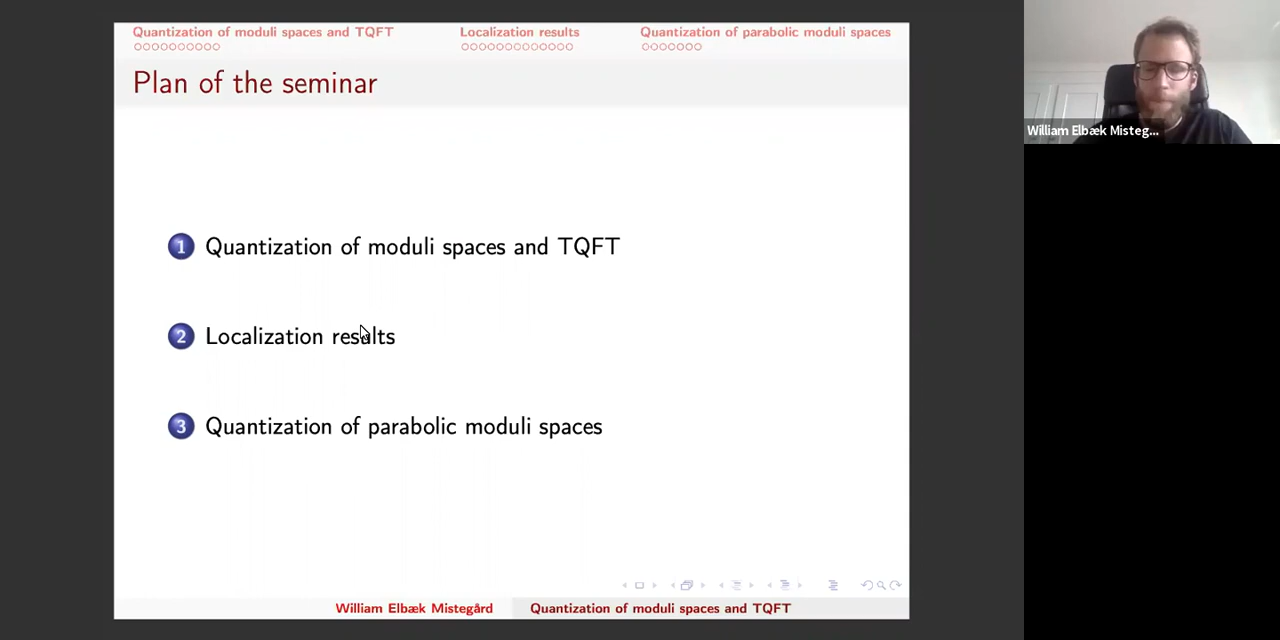 Quantization of moduli spaces and TQFT
Localization results
Quantization of parabolic moduli spaces
Plan of the seminar
William Elbæk Misteg...
1 Quantization of moduli spaces and TQFT
2 Localization results
3 Quantization of parabolic moduli spaces
William Elbæk Mistegård
Quantization of moduli spaces and TQFT